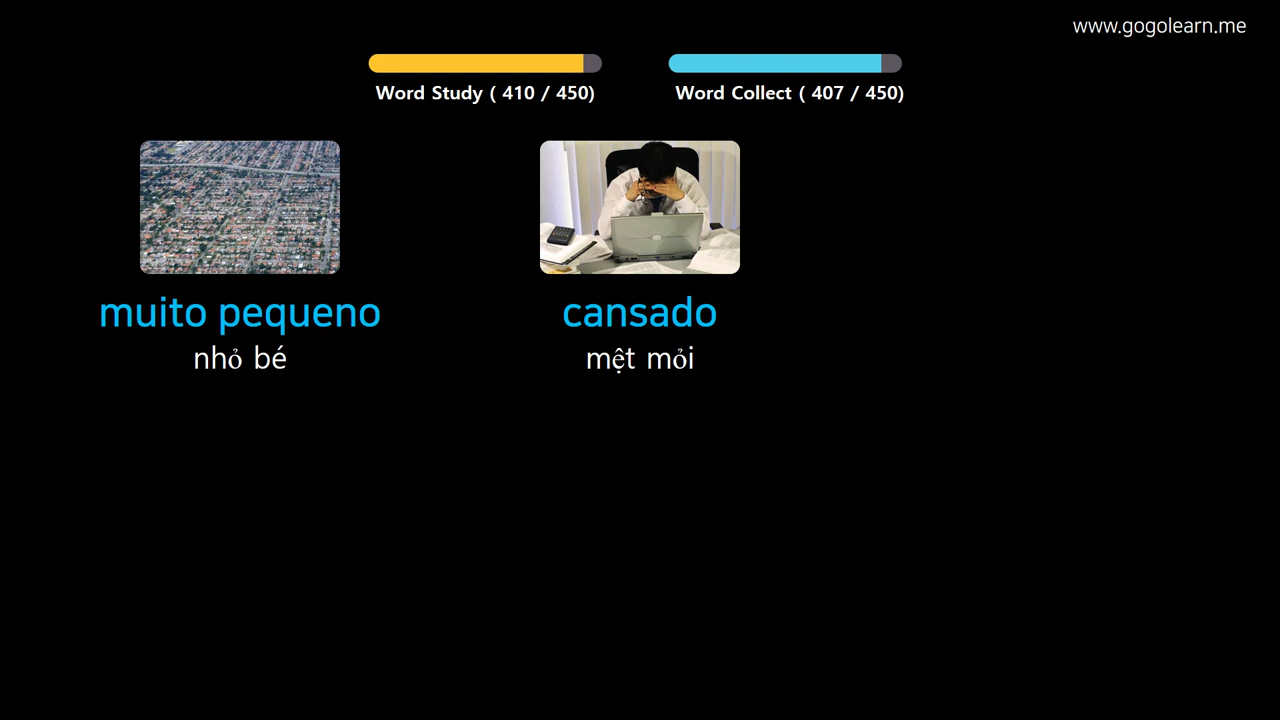 www.gogolearn.me
Word Study ( 410 / 450)
Word Collect ( 407 / 450)
muito pequeno
nhỏ bé
cansado
mệt mỏi